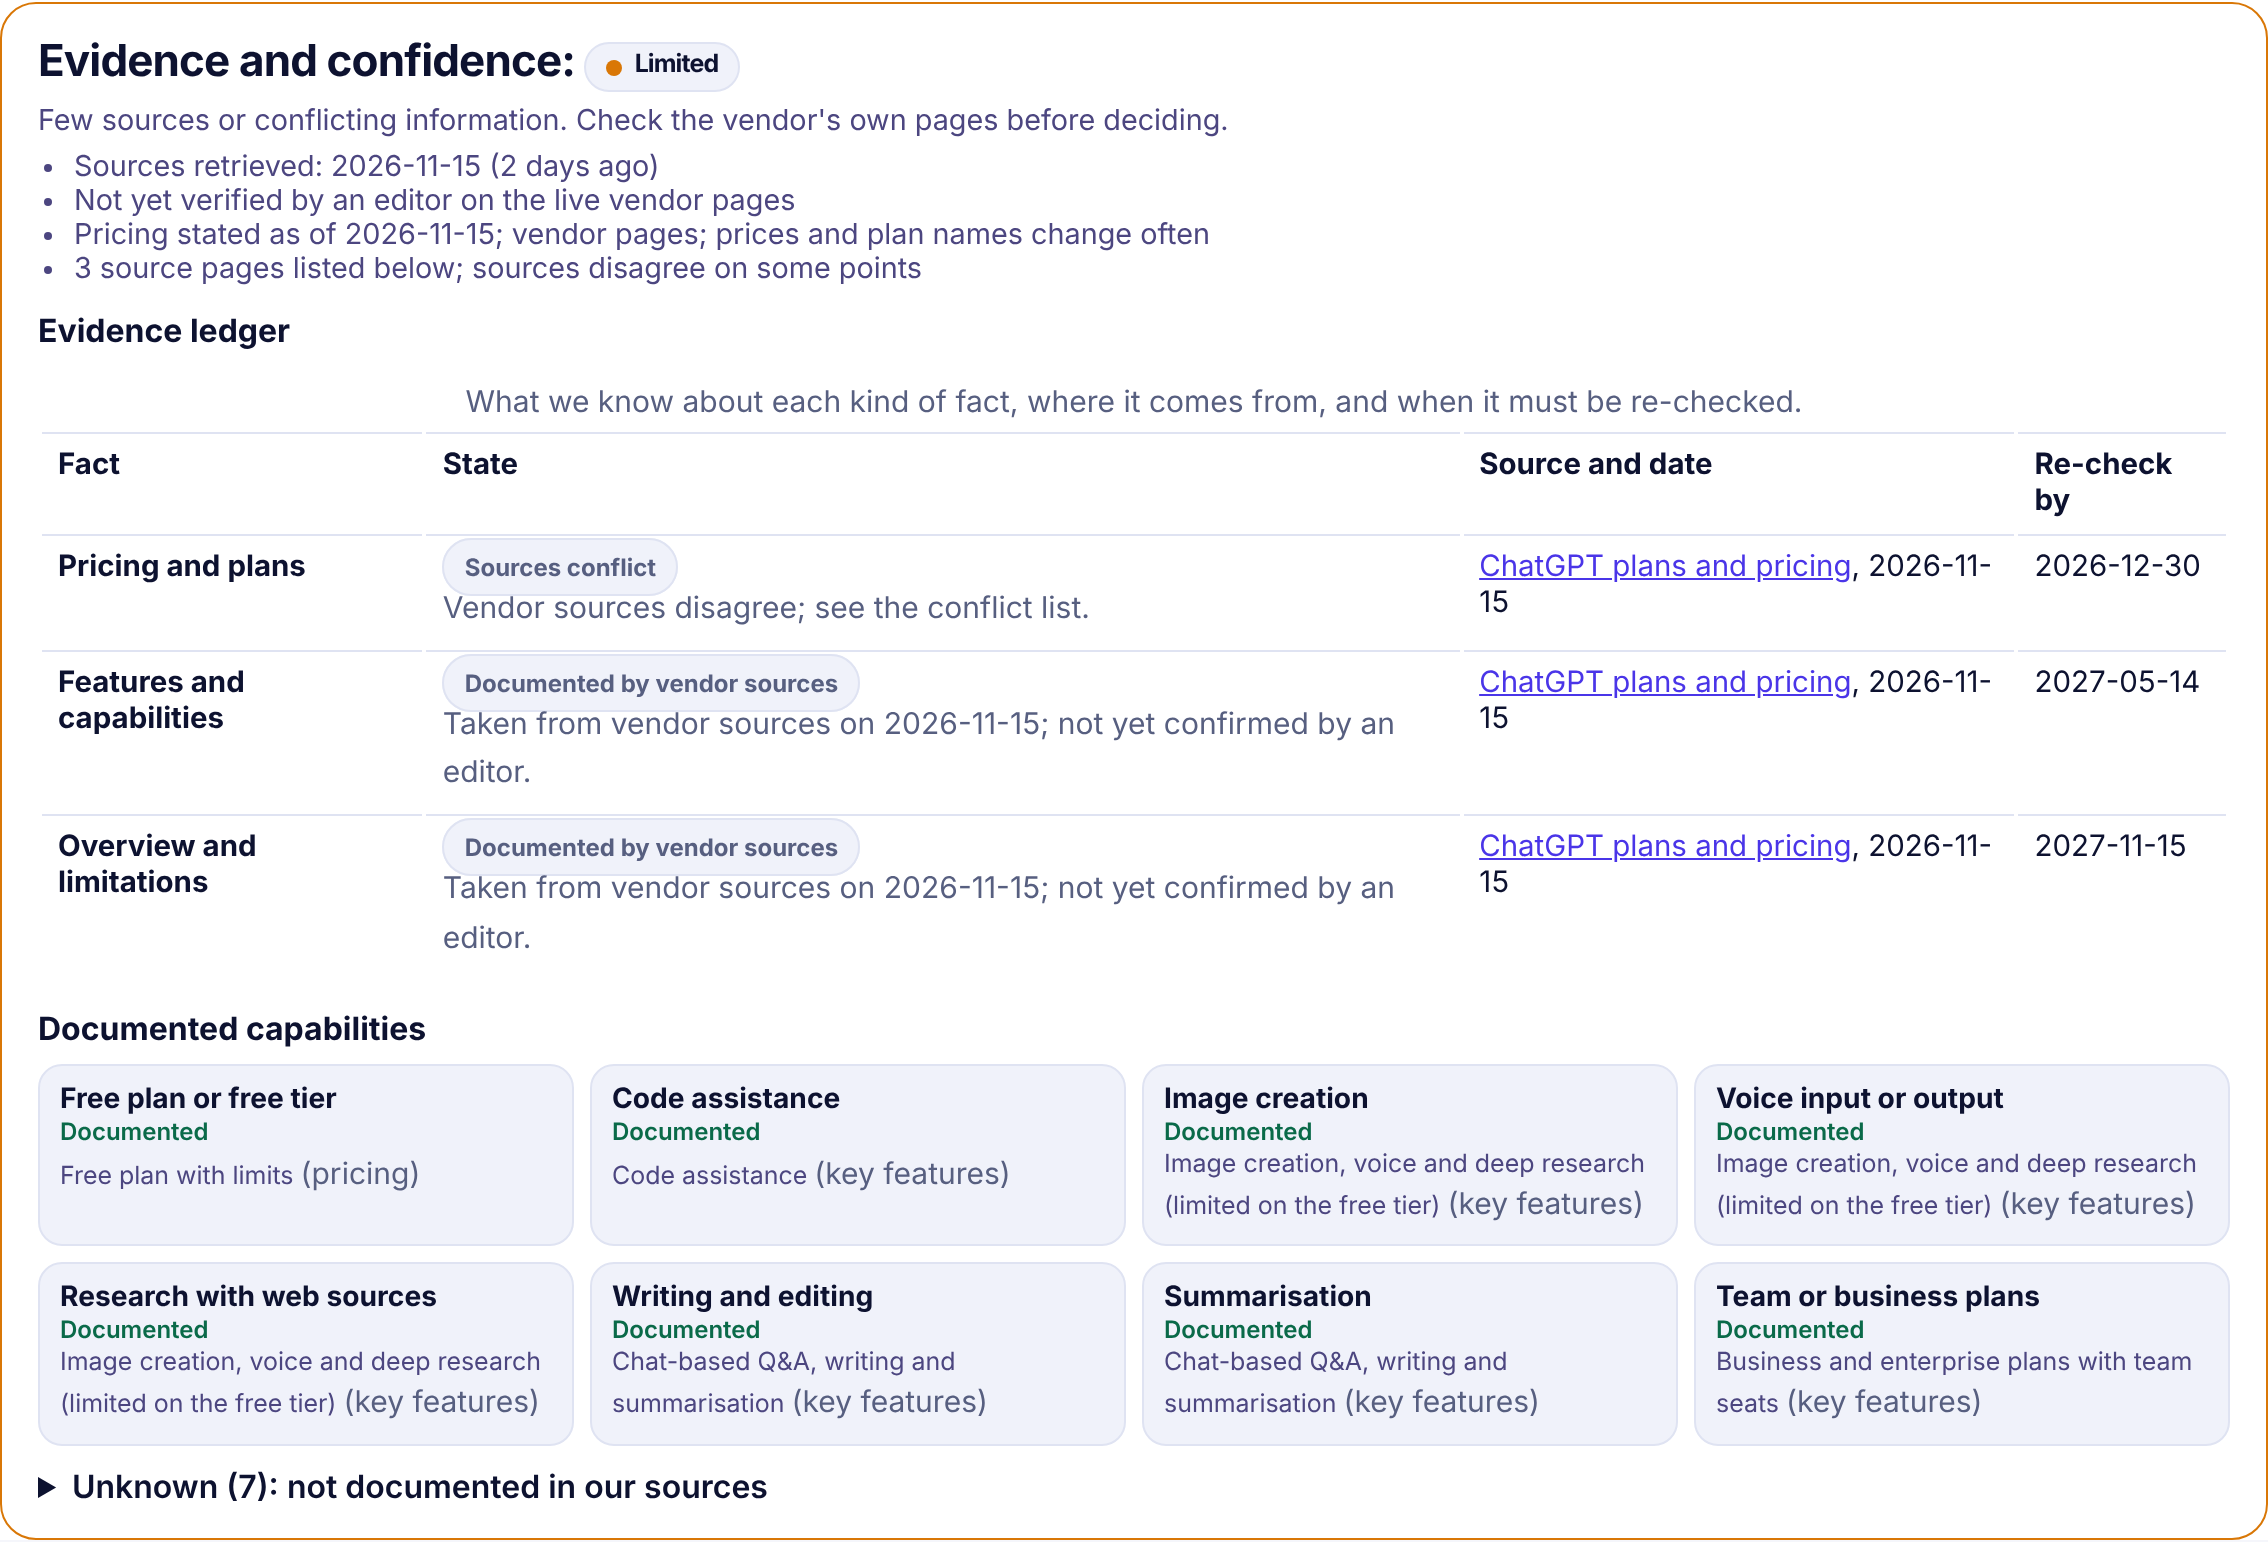 Evidence and confidence: Limited
Few sources or conflicting information. Check the vendor's own pages before deciding.
• Sources retrieved: 2026-11-15 (2 days ago)
• Not yet verified by an editor on the live vendor pages
• Pricing stated as of 2026-11-15; vendor pages; prices and plan names change often
• 3 source pages listed below; sources disagree on some points
Evidence ledger
What we know about each kind of fact, where it comes from, and when it must be re-checked.
Fact
State
Source and date
Re-check
by
Pricing and plans
Sources conflict
Vendor sources disagree; see the conflict list.
ChatGPT plans and pricing, 2026-11-
15
2026-12-30
Features and
capabilities
Documented by vendor sources
Taken from vendor sources on 2026-11-15; not yet confirmed by an
editor.
ChatGPT plans and pricing, 2026-11-
15
2027-05-14
Overview and
limitations
Documented by vendor sources
Taken from vendor sources on 2026-11-15; not yet confirmed by an
editor.
ChatGPT plans and pricing, 2026-11-
15
2027-11-15
Documented capabilities
Free plan or free tier
Documented
Free plan with limits (pricing)
Code assistance
Documented
Code assistance (key features)
Image creation
Documented
Image creation, voice and deep research
(limited on the free tier) (key features)
Voice input or output
Documented
Image creation, voice and deep research
(limited on the free tier) (key features)
Research with web sources
Documented
Image creation, voice and deep research
(limited on the free tier) (key features)
Writing and editing
Documented
Chat-based Q&A, writing and
summarisation (key features)
Summarisation
Documented
Chat-based Q&A, writing and
summarisation (key features)
Team or business plans
Documented
Business and enterprise plans with team
seats (key features)
▶ Unknown (7): not documented in our sources